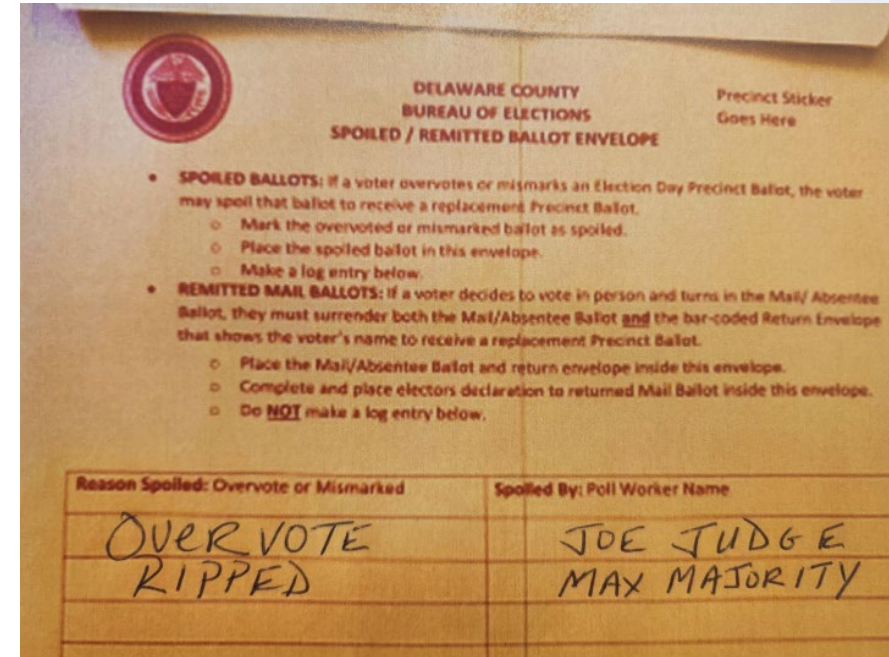 DELAWARE COUNTY
BUREAU OF ELECTIONS
SPOILED / REMITTED BALLOT ENVELOPE
Precinct Sticker
Goes Here
• SPOILED BALLOTS: If a voter overvotes or mismarks an Election Day Precinct Ballot, the voter
may spoil that ballot to receive a replacement Precinct Ballot.
o Mark the overvoted or mismarked ballot as spoiled.
o Place the spoiled ballot in this envelope.
o Make a log entry below.
• REMITTED MAIL BALLOTS: If a voter decides to vote in person and turns in the Mail/ Absentee
Ballot, they must surrender both the Mail/Absentee Ballot and the bar-coded Return Envelope
that shows the voter's name to receive a replacement Precinct Ballot.
o Place the Mail/Absentee Ballot and return envelope inside this envelope.
o Complete and place electors declaration to returned Mail Ballot inside this envelope.
o Do NOT make a log entry below.
Reason Spoiled: Overvote or Mismarked
Spoiled By: Poll Worker Name
OVERVOTE
JOE JUDGE
RIPPED
MAX MAJORITY